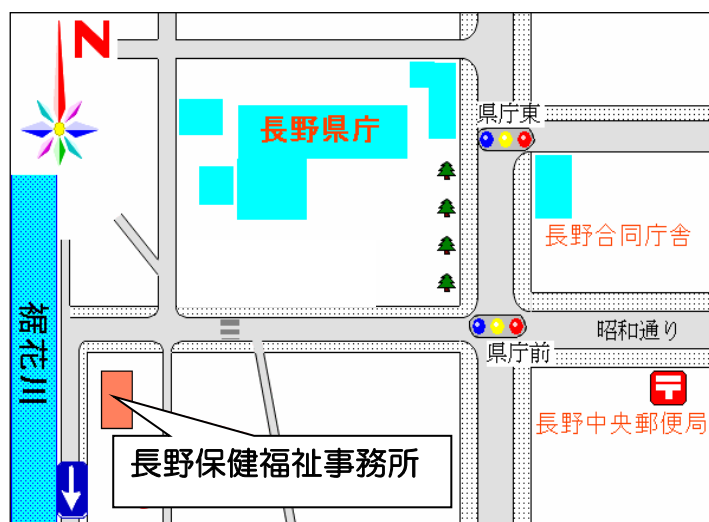 N
長野県庁
県庁東
長野合同庁舎
昭和通り
県庁前
裾花川
長野中央郵便局
長野保健福祉事務所